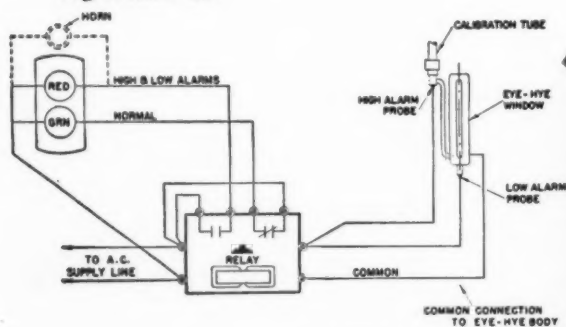 HORN
CALIBRATION TUBE
RED
HIGH & LOW ALARMS
GRN
NORMAL
HIGH ALARM
PROBE
EYE-HYE
WINDOW
LOW ALARM
PROBE
TO A.C.
SUPPLY LINE
RELAY
COMMON
COMMON CONNECTION
TO EYE-HYE BODY